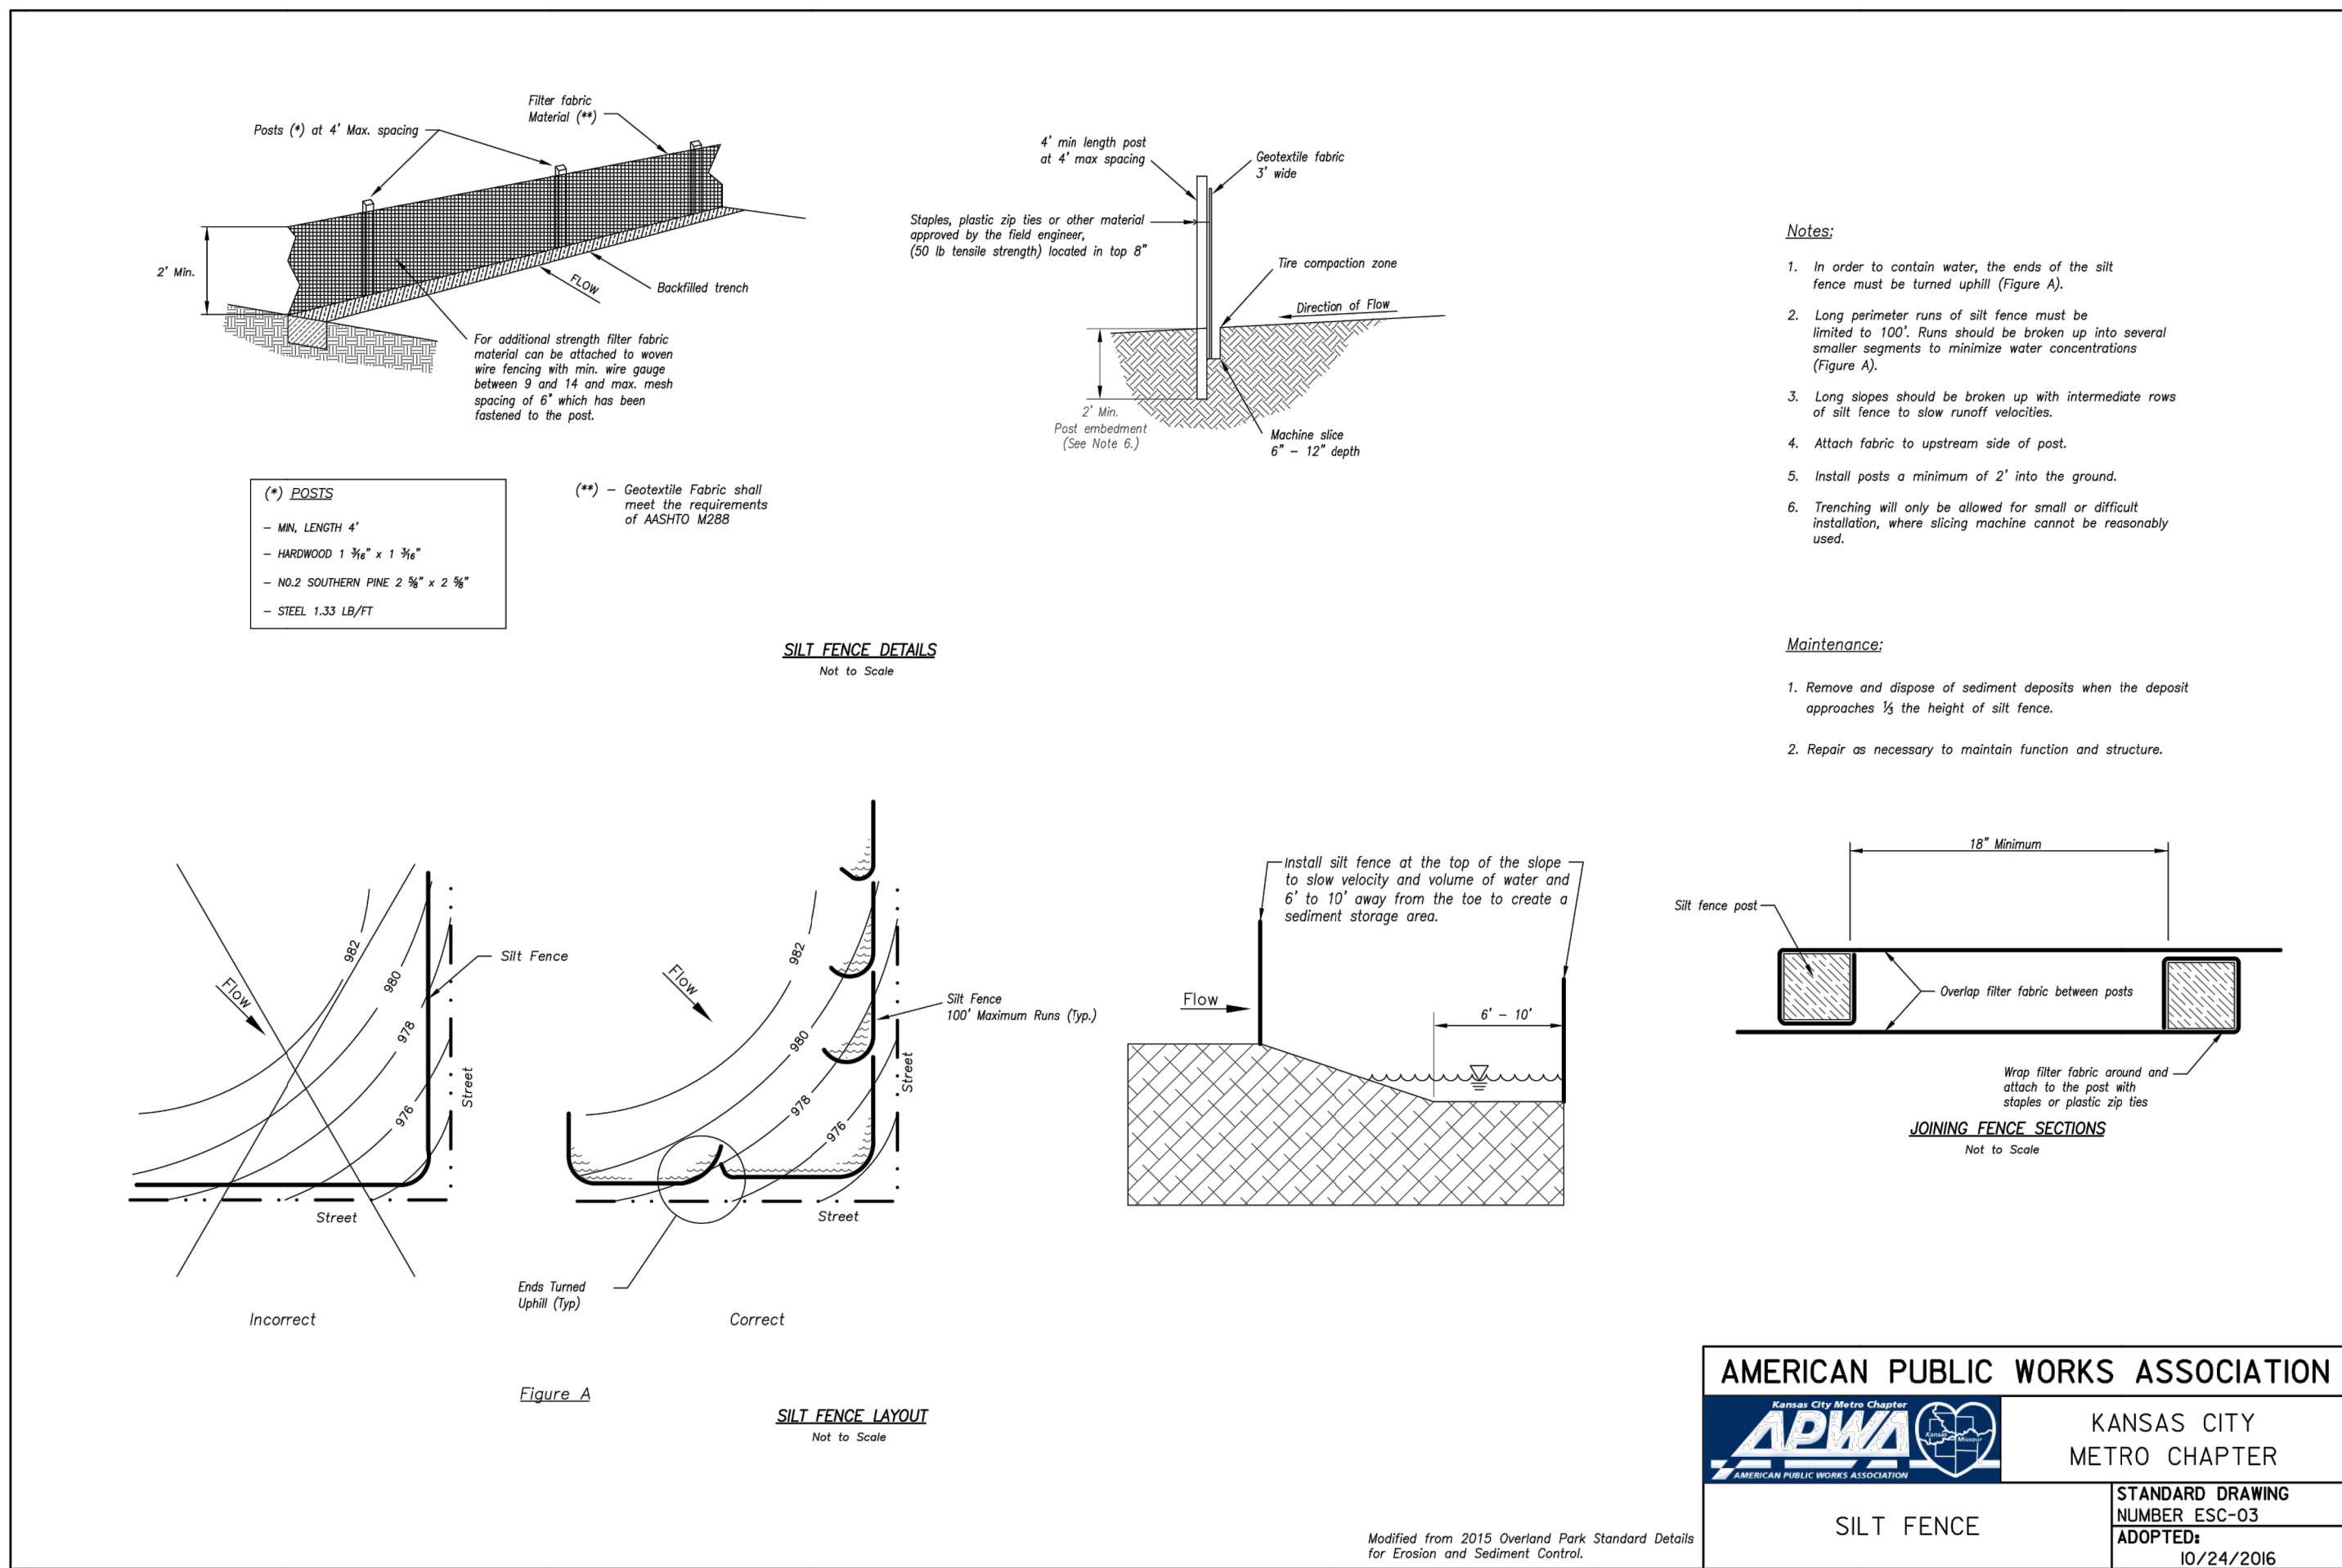 Filter fabric
Material (**)
Posts (*) at 4' Max. spacing
2' Min.
FLOW
Backfilled trench
For additional strength filter fabric
material can be attached to woven
wire fencing with min. wire gauge
between 9 and 14 and max. mesh
spacing of 6" which has been
fastened to the post.
(*) POSTS
– MIN, LENGTH 4'
– HARDWOOD 1 3/16" x 1 3/16"
– NO.2 SOUTHERN PINE 2 5/8" x 2 5/8"
– STEEL 1.33 LB/FT
(**) – Geotextile Fabric shall
meet the requirements
of AASHTO M288
4' min length post
at 4' max spacing
Geotextile fabric
3' wide
Staples, plastic zip ties or other material
approved by the field engineer,
(50 lb tensile strength) located in top 8"
Tire compaction zone
Direction of Flow
2' Min.
Post embedment
(See Note 6.)
Machine slice
6" – 12" depth
SILT FENCE DETAILS
Not to Scale
Notes:
1. In order to contain water, the ends of the silt
fence must be turned uphill (Figure A).
2. Long perimeter runs of silt fence must be
limited to 100'. Runs should be broken up into several
smaller segments to minimize water concentrations
(Figure A).
3. Long slopes should be broken up with intermediate rows
of silt fence to slow runoff velocities.
4. Attach fabric to upstream side of post.
5. Install posts a minimum of 2' into the ground.
6. Trenching will only be allowed for small or difficult
installation, where slicing machine cannot be reasonably
used.
Maintenance:
1. Remove and dispose of sediment deposits when the deposit
approaches 1/3 the height of silt fence.
2. Repair as necessary to maintain function and structure.
Flow
982
980
978
976
Silt Fence
Street
Street
Incorrect
Flow
982
980
978
976
Silt Fence
100' Maximum Runs (Typ.)
Street
Street
Ends Turned
Uphill (Typ)
Correct
Figure A
SILT FENCE LAYOUT
Not to Scale
Install silt fence at the top of the slope
to slow velocity and volume of water and
6' to 10' away from the toe to create a
sediment storage area.
Flow
6' – 10'
18" Minimum
Silt fence post
Overlap filter fabric between posts
Wrap filter fabric around and
attach to the post with
staples or plastic zip ties
JOINING FENCE SECTIONS
Not to Scale
Modified from 2015 Overland Park Standard Details
for Erosion and Sediment Control.
AMERICAN PUBLIC WORKS ASSOCIATION
Kansas City Metro Chapter
APWA
Kansas
Missouri
AMERICAN PUBLIC WORKS ASSOCIATION
KANSAS CITY
METRO CHAPTER
SILT FENCE
STANDARD DRAWING
NUMBER ESC-03
ADOPTED:
10/24/2016